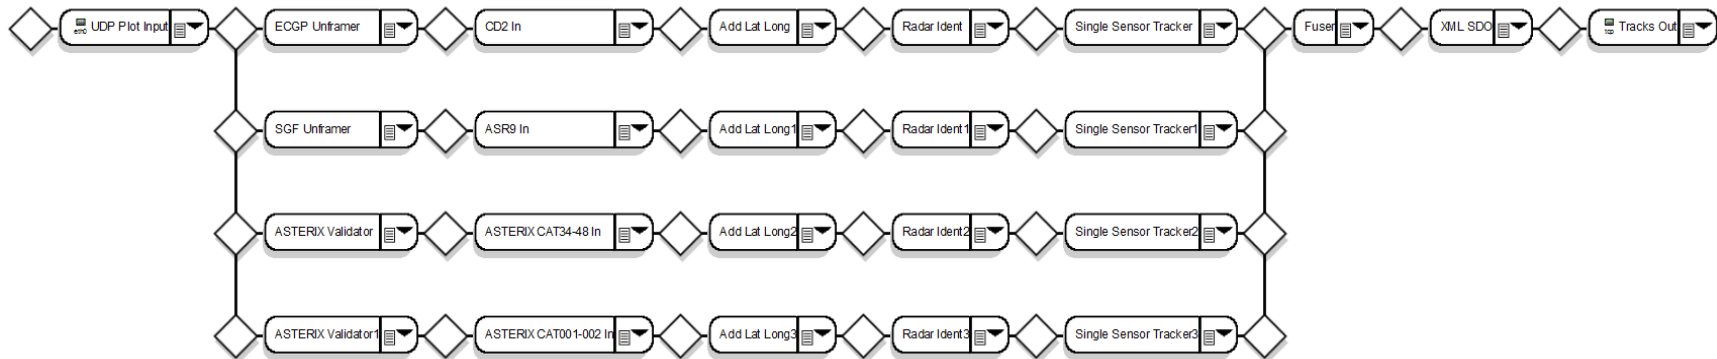 UDP Plot Input
ECGP Unframer
CD2 In
Add Lat Long
Radar Ident
Single Sensor Tracker
Fuser
XML SDO
Tracks Out
SGF Unframer
ASR9 In
Add Lat Long1
Radar Ident1
Single Sensor Tracker1
ASTERIX Validator
ASTERIX CAT34-48 In
Add Lat Long2
Radar Ident2
Single Sensor Tracker2
ASTERIX Validator1
ASTERIX CAT001-002 In
Add Lat Long3
Radar Ident3
Single Sensor Tracker3